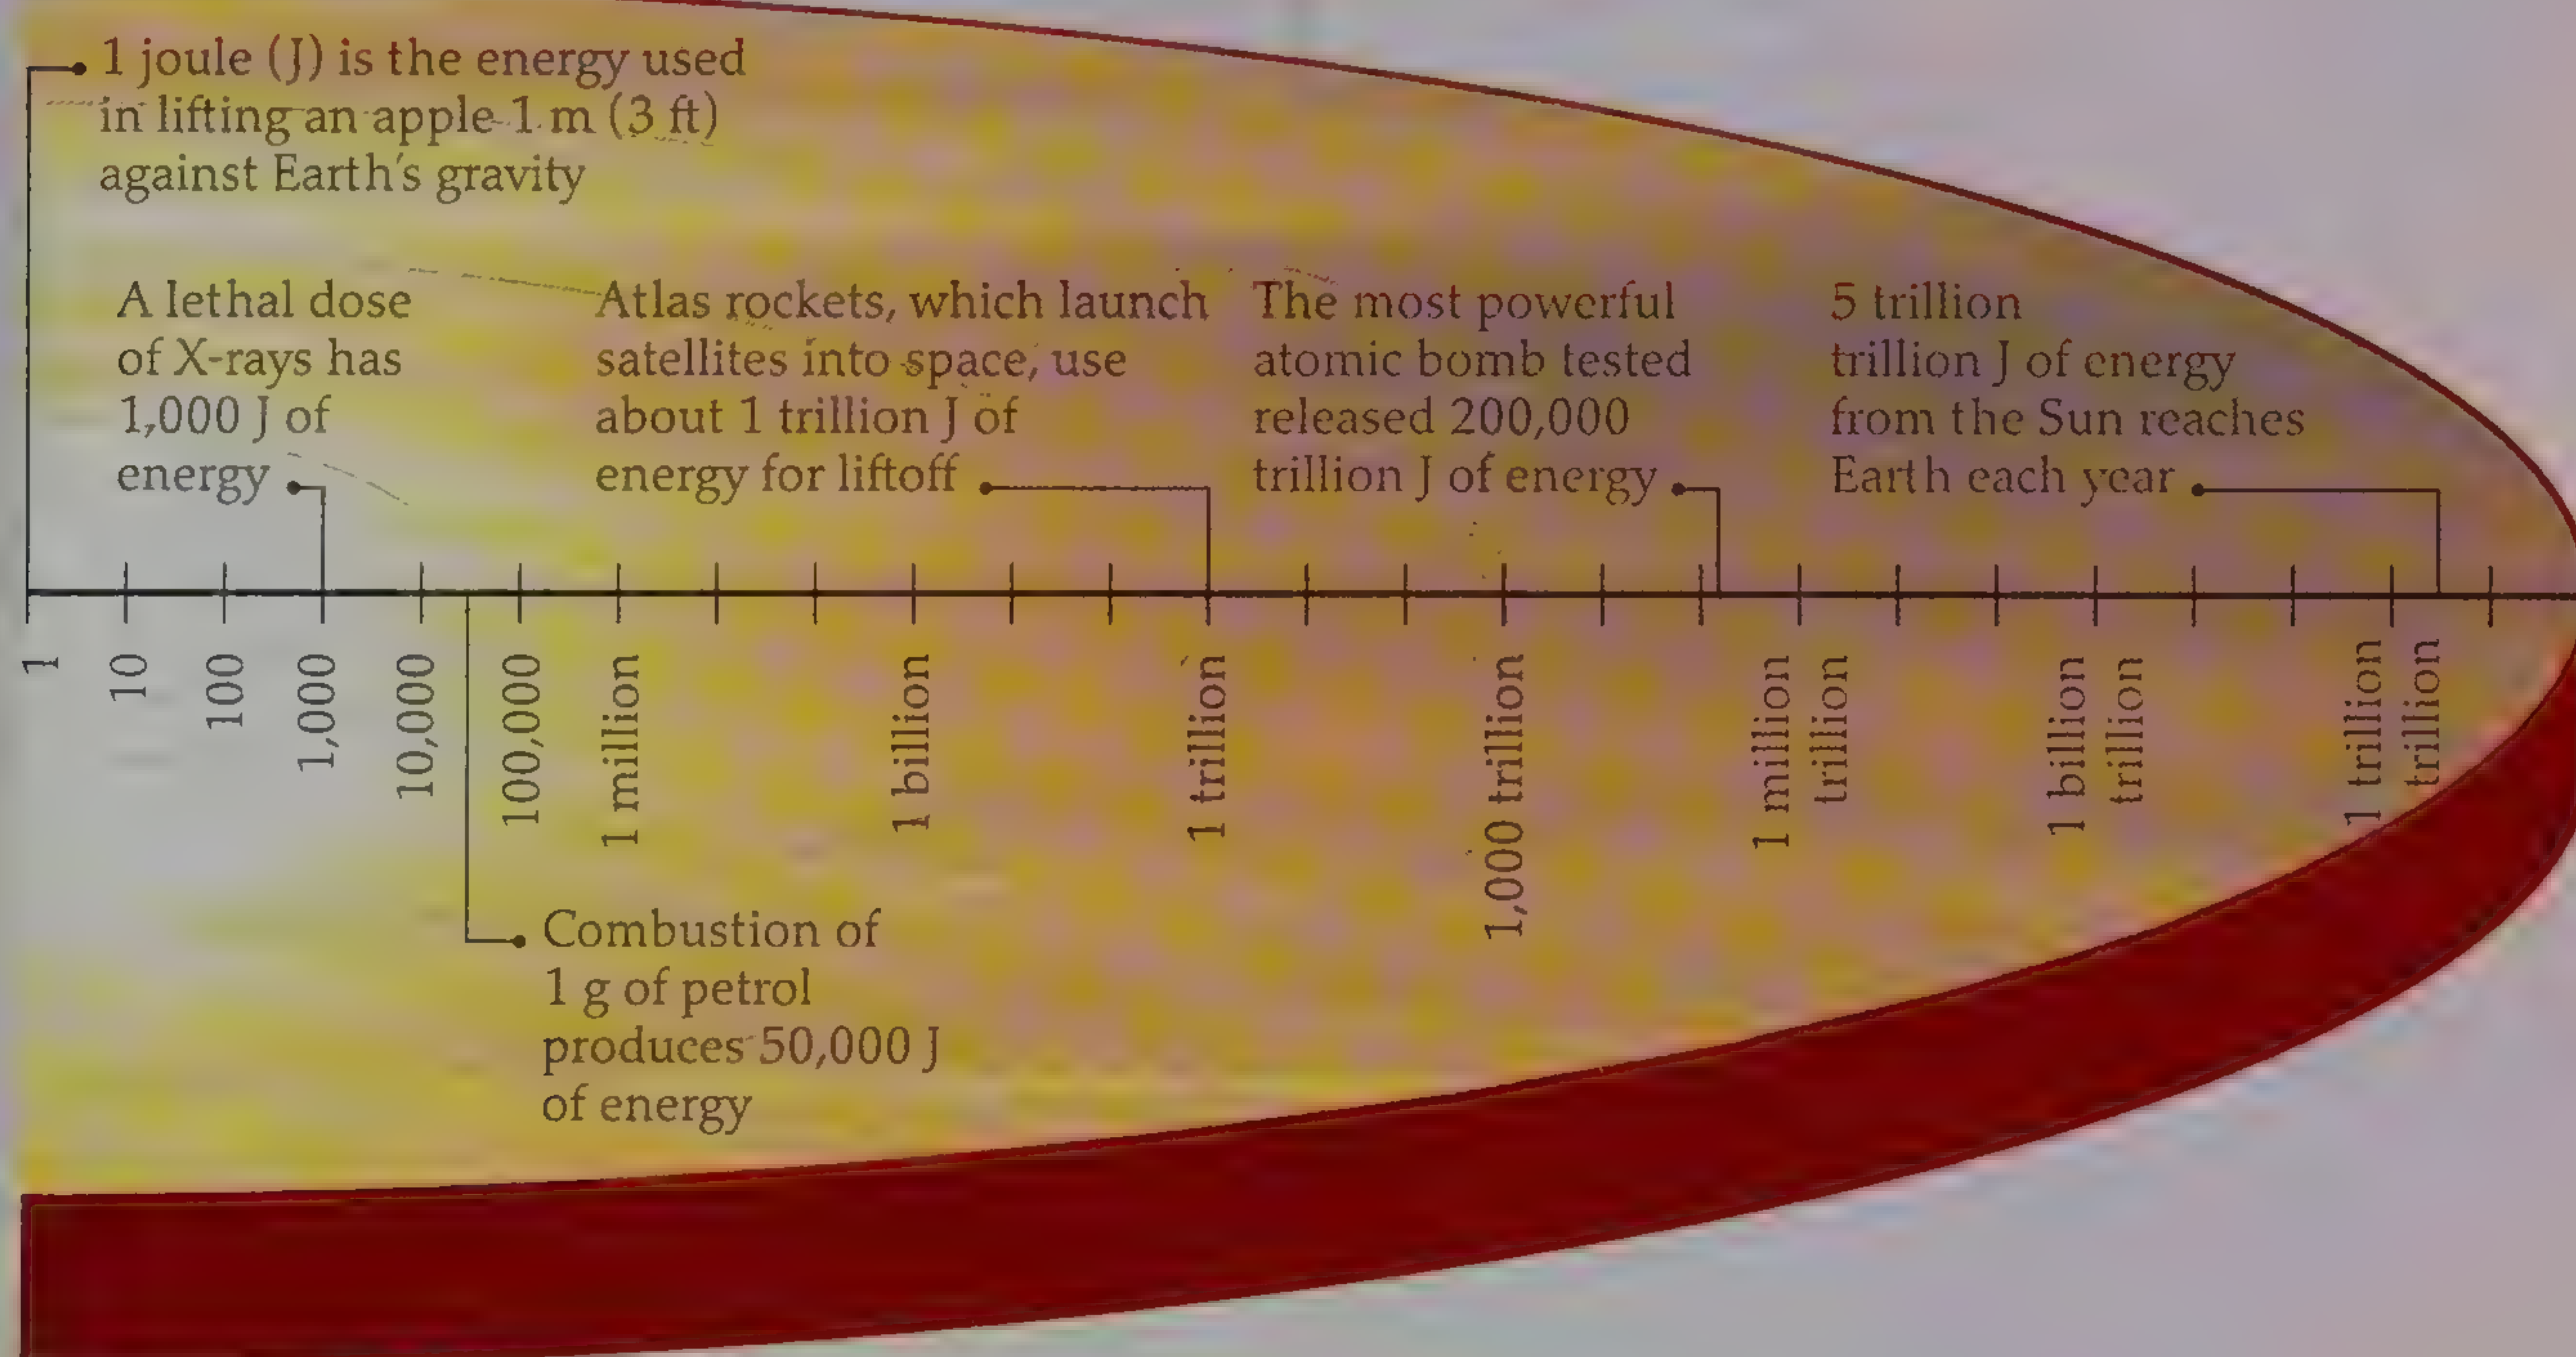 1 joule (J) is the energy used
in lifting an apple 1 m (3 ft)
against Earth's gravity
A lethal dose
of X-rays has
1,000 J of
energy
Atlas rockets, which launch
satellites into space, use
about 1 trillion J of
energy for liftoff
The most powerful
atomic bomb tested
released 200,000
trillion J of energy
5 trillion
trillion J of energy
from the Sun reaches
Earth each year
1
10
100
1,000
10,000
100,000
1 million
1 billion
1 trillion
1,000 trillion
1 million
trillion
1 billion
trillion
1 trillion
trillion
Combustion of
1 g of petrol
produces 50,000 J
of energy